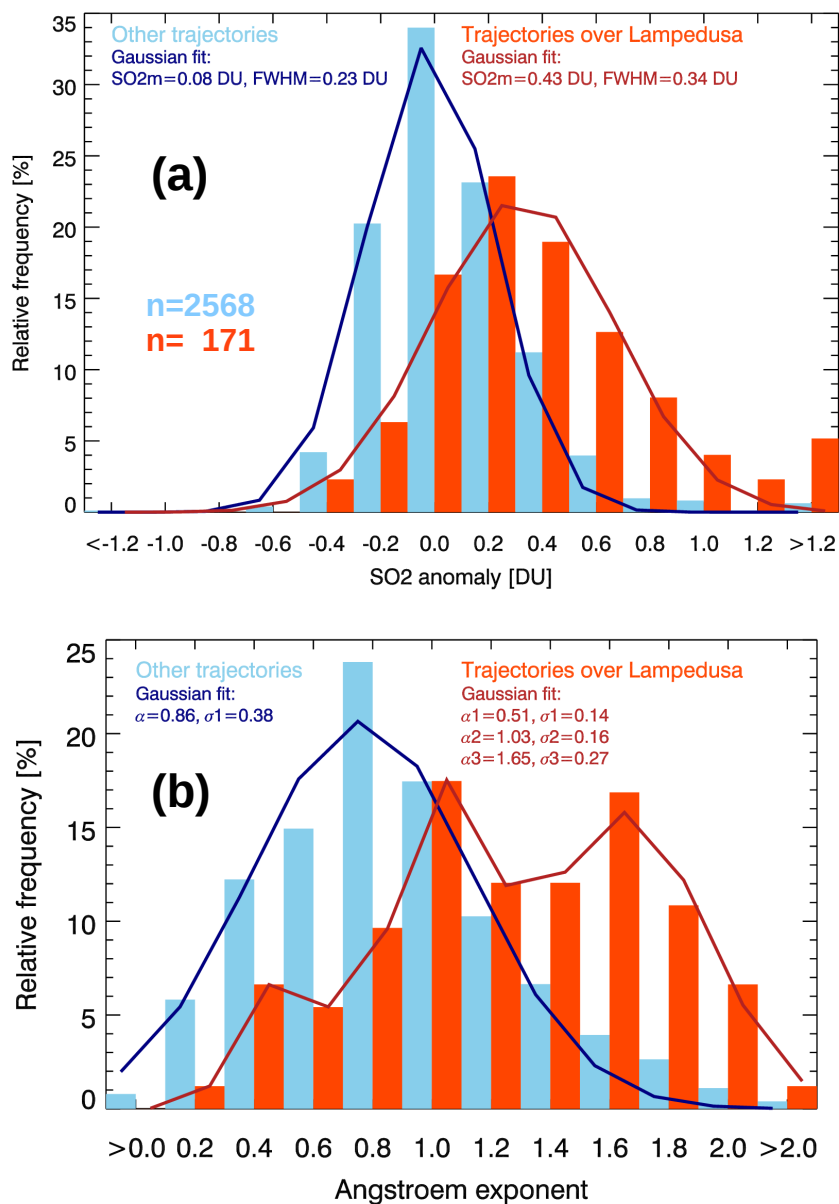 Other trajectories
Gaussian fit:
SO2m=0.08 DU, FWHM=0.23 DU
Trajectories over Lampedusa
Gaussian fit:
SO2m=0.43 DU, FWHM=0.34 DU
(a)
n=2568
n= 171
Relative frequency [%]
35
30
25
20
15
10
5
0
<-1.2 -1.0 -0.8 -0.6 -0.4 -0.2 0.0 0.2 0.4 0.6 0.8 1.0 1.2 >1.2
SO2 anomaly [DU]
Other trajectories
Gaussian fit:
α=0.86, σ1=0.38
Trajectories over Lampedusa
Gaussian fit:
α1=0.51, σ1=0.14
α2=1.03, σ2=0.16
α3=1.65, σ3=0.27
(b)
Relative frequency [%]
25
20
15
10
5
0
>0.0 0.2 0.4 0.6 0.8 1.0 1.2 1.4 1.6 1.8 2.0 >2.0
Angstroem exponent